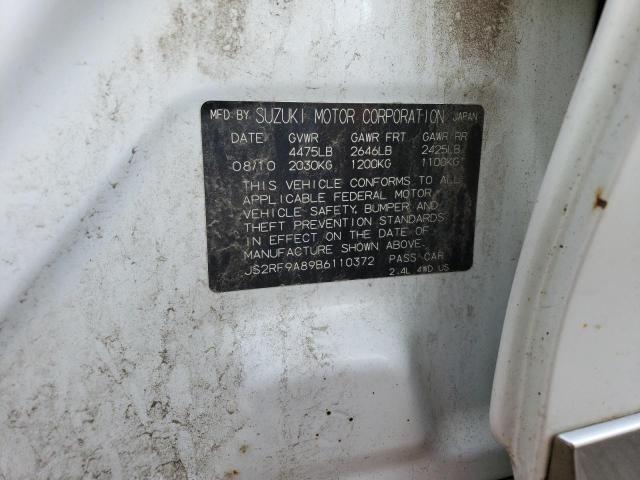 MFD BY SUZUKI MOTOR CORPORATION JAPAN
DATE GVWR GAWR FRT GAWR RR
4475LB 2646LB 2425LB
08/10 2030KG 1200KG 1100KG
THIS VEHICLE CONFORMS TO ALL
APPLICABLE FEDERAL MOTOR
VEHICLE SAFETY, BUMPER AND
THEFT PREVENTION STANDARDS
IN EFFECT ON THE DATE OF
MANUFACTURE SHOWN ABOVE.
JS2RF9A89B6110372 PASS CAR
2.4L 4WD US